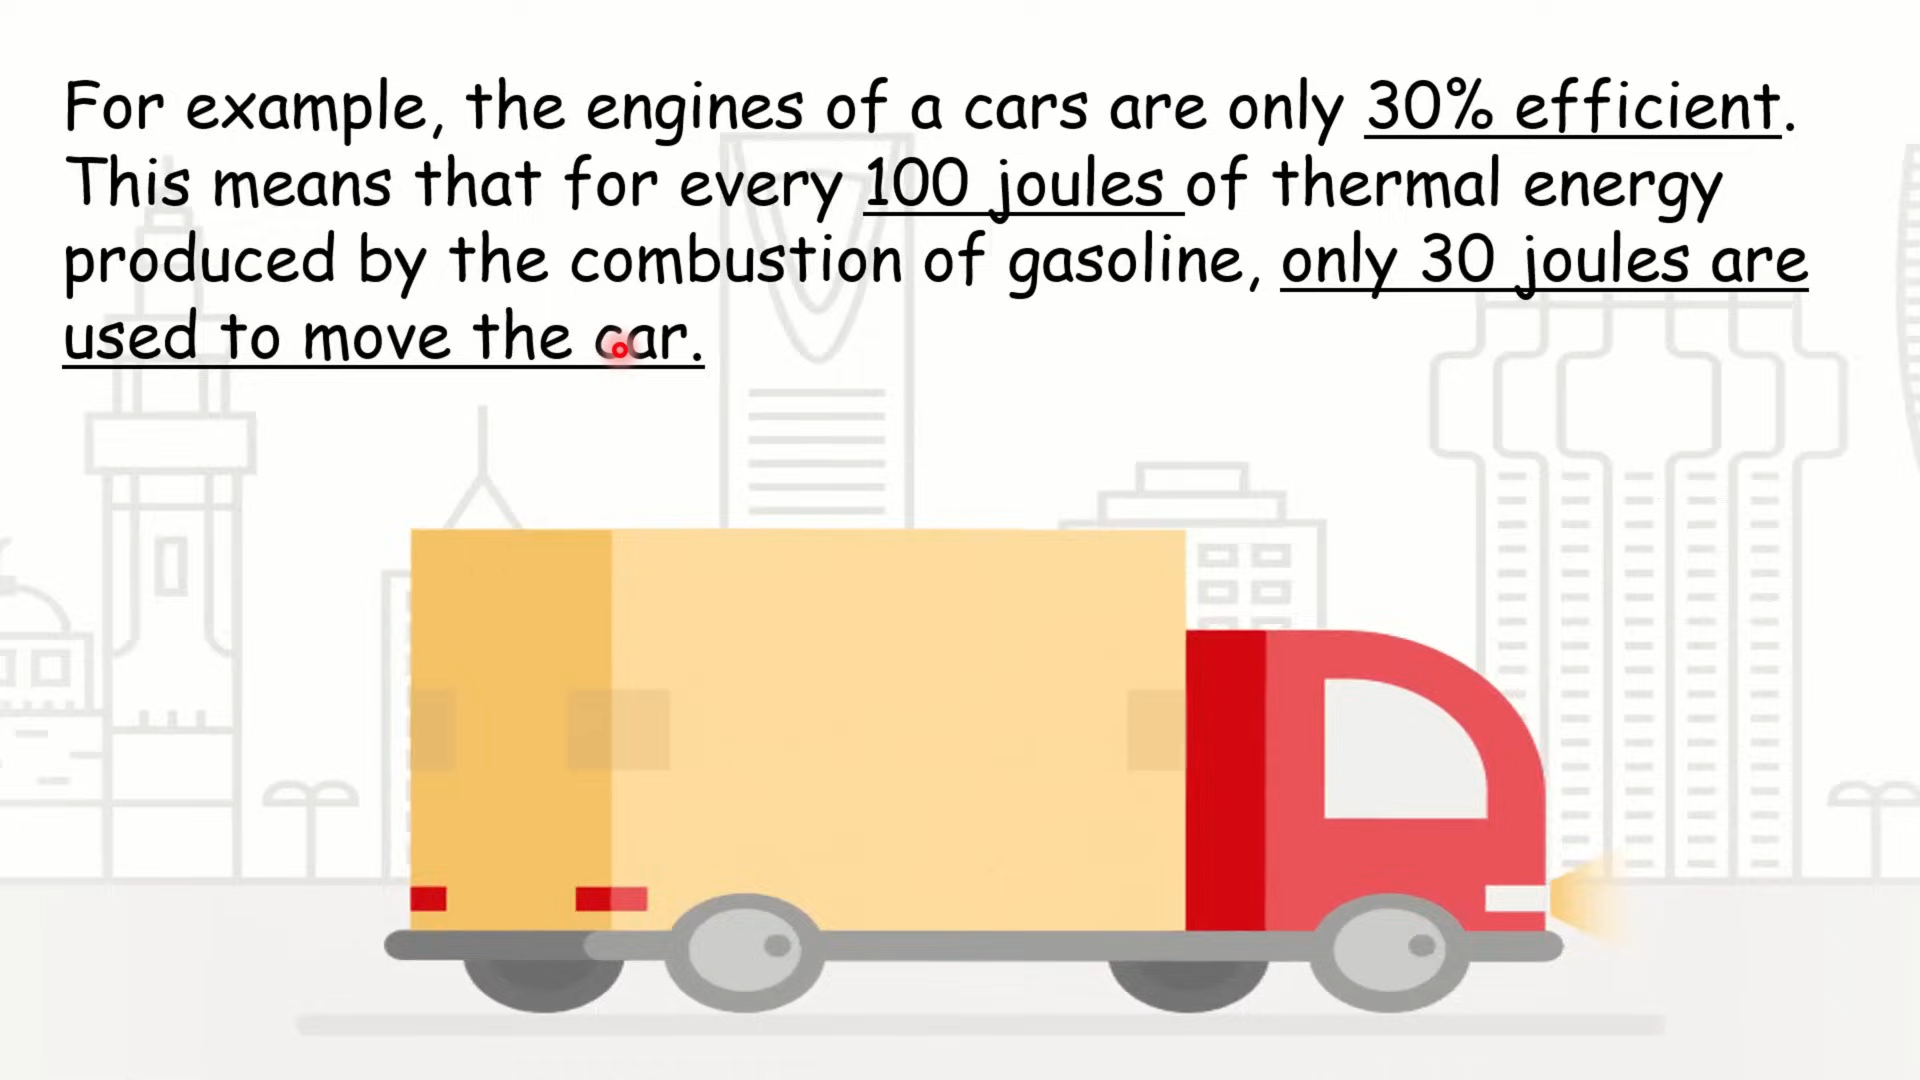 For example, the engines of a cars are only 30% efficient.
This means that for every 100 joules of thermal energy
produced by the combustion of gasoline, only 30 joules are
used to move the car.